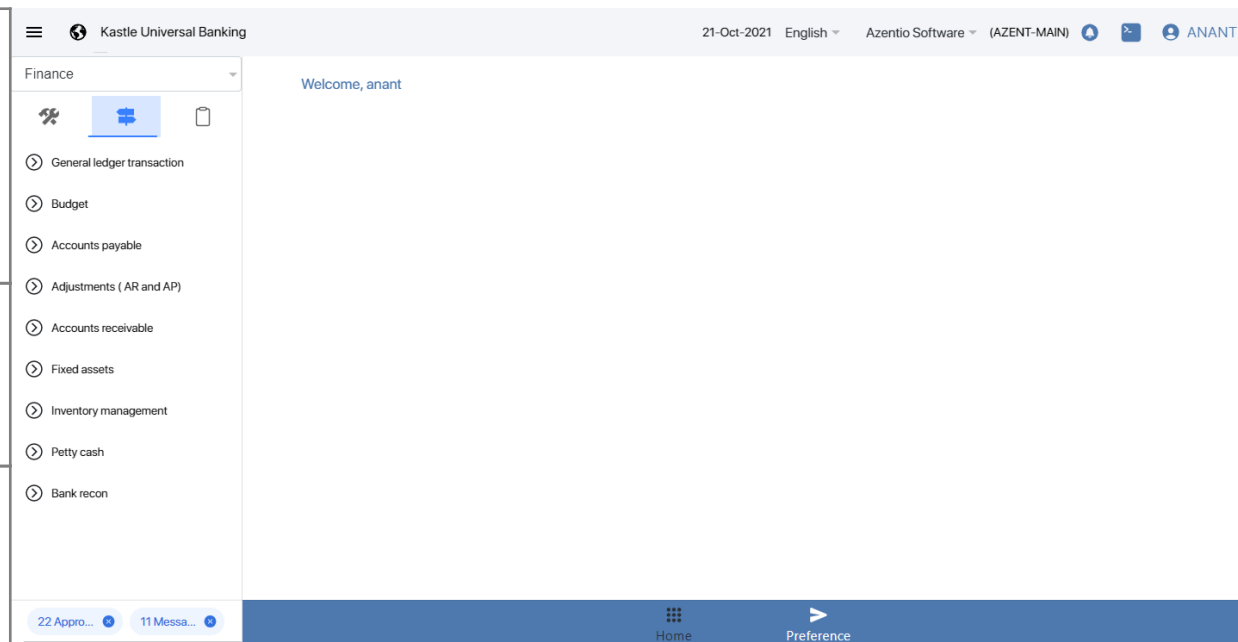 Kastle Universal Banking
21-Oct-2021 English Azentio Software (AZENT-MAIN) ANANT
Finance
Welcome, anant
General ledger transaction
Budget
Accounts payable
Adjustments ( AR and AP)
Accounts receivable
Fixed assets
Inventory management
Petty cash
Bank recon
22 Appro... 11 Messa...
Home Preference